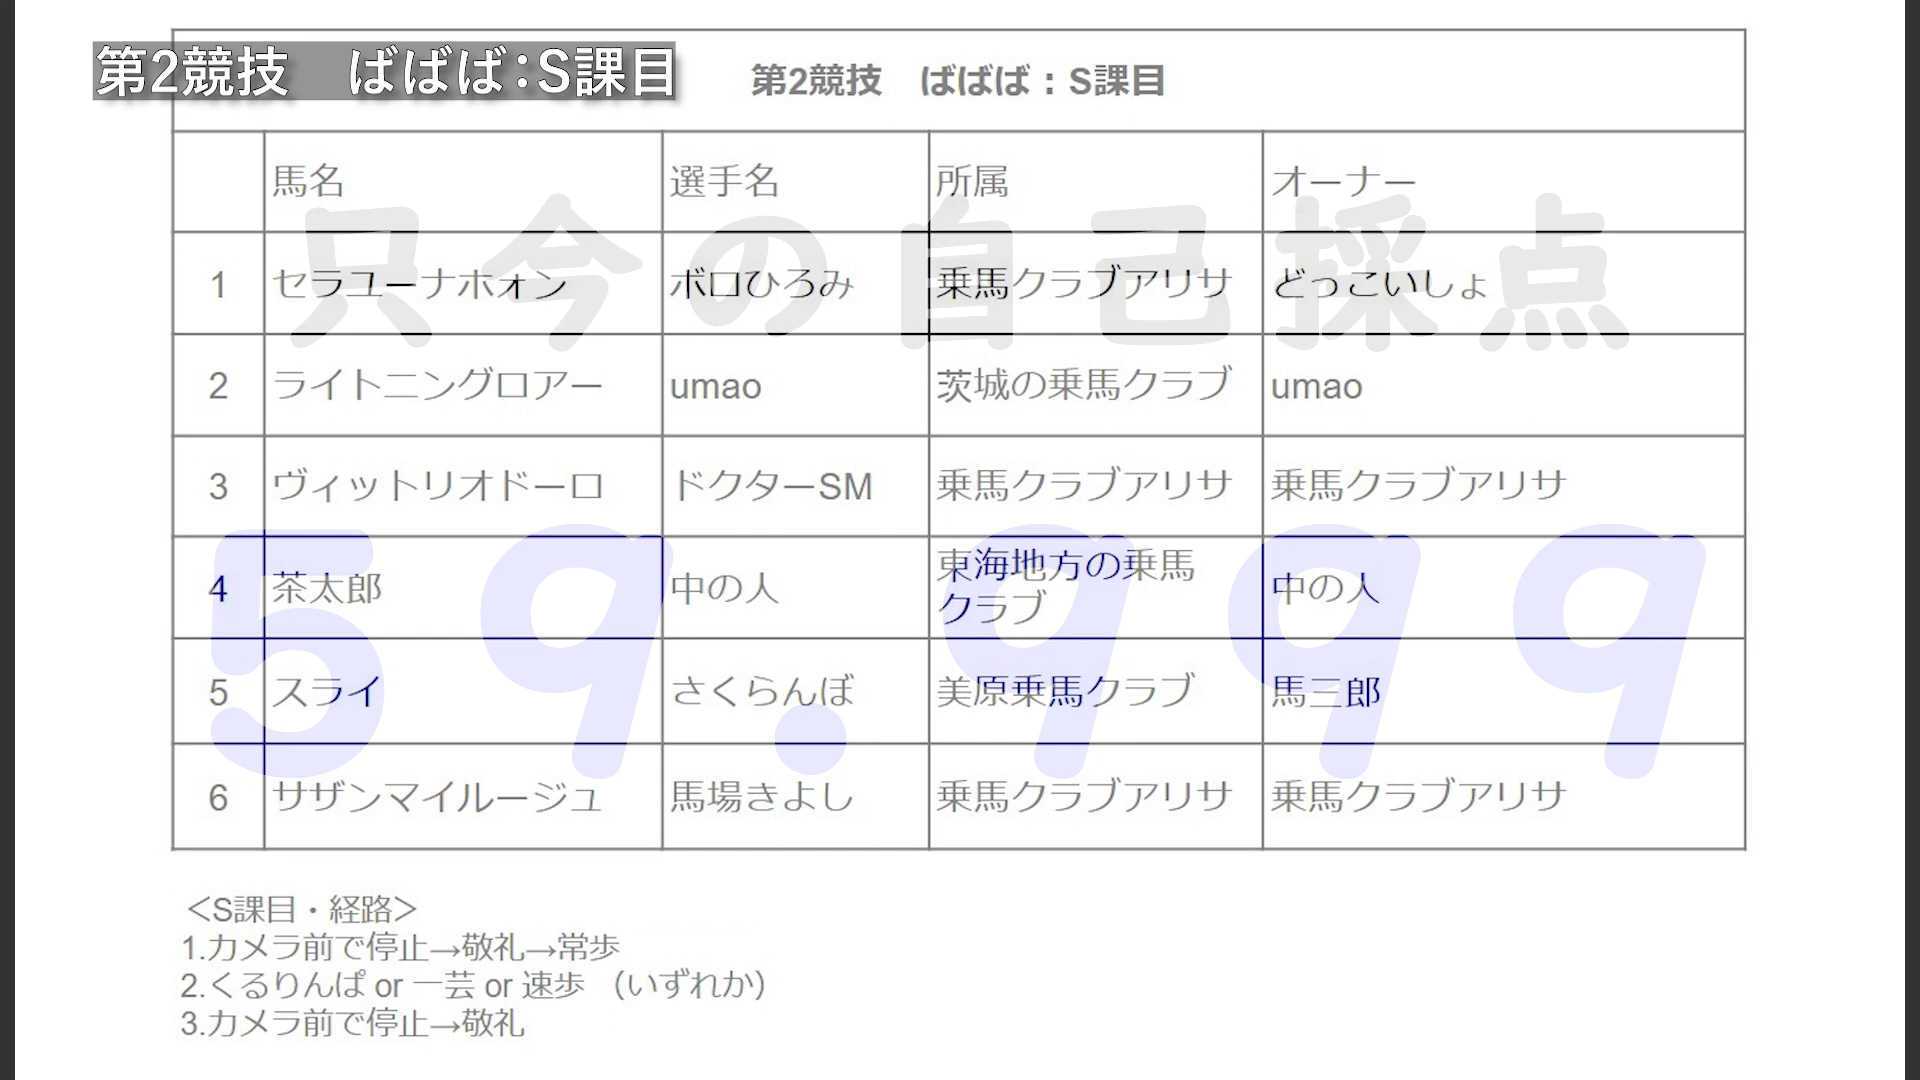 第2競技　ばばば:S課目
第2競技　ばばば：S課目
馬名 選手名 所属 オーナー
只今の自己採点
1 セラユーナホォン ボロひろみ 乗馬クラブアリサ どっこいしょ
2 ライトニングロアー umao 茨城の乗馬クラブ umao
3 ヴィットリオドーロ ドクターSM 乗馬クラブアリサ 乗馬クラブアリサ
59.999
4 茶太郎 中の人 東海地方の乗馬クラブ 中の人
5 スライ さくらんぼ 美原乗馬クラブ 馬三郎
6 サザンマイルージュ 馬場きよし 乗馬クラブアリサ 乗馬クラブアリサ
＜S課目・経路＞
1.カメラ前で停止→敬礼→常歩
2.くるりんぱ or 一芸 or 速歩 （いずれか）
3.カメラ前で停止→敬礼